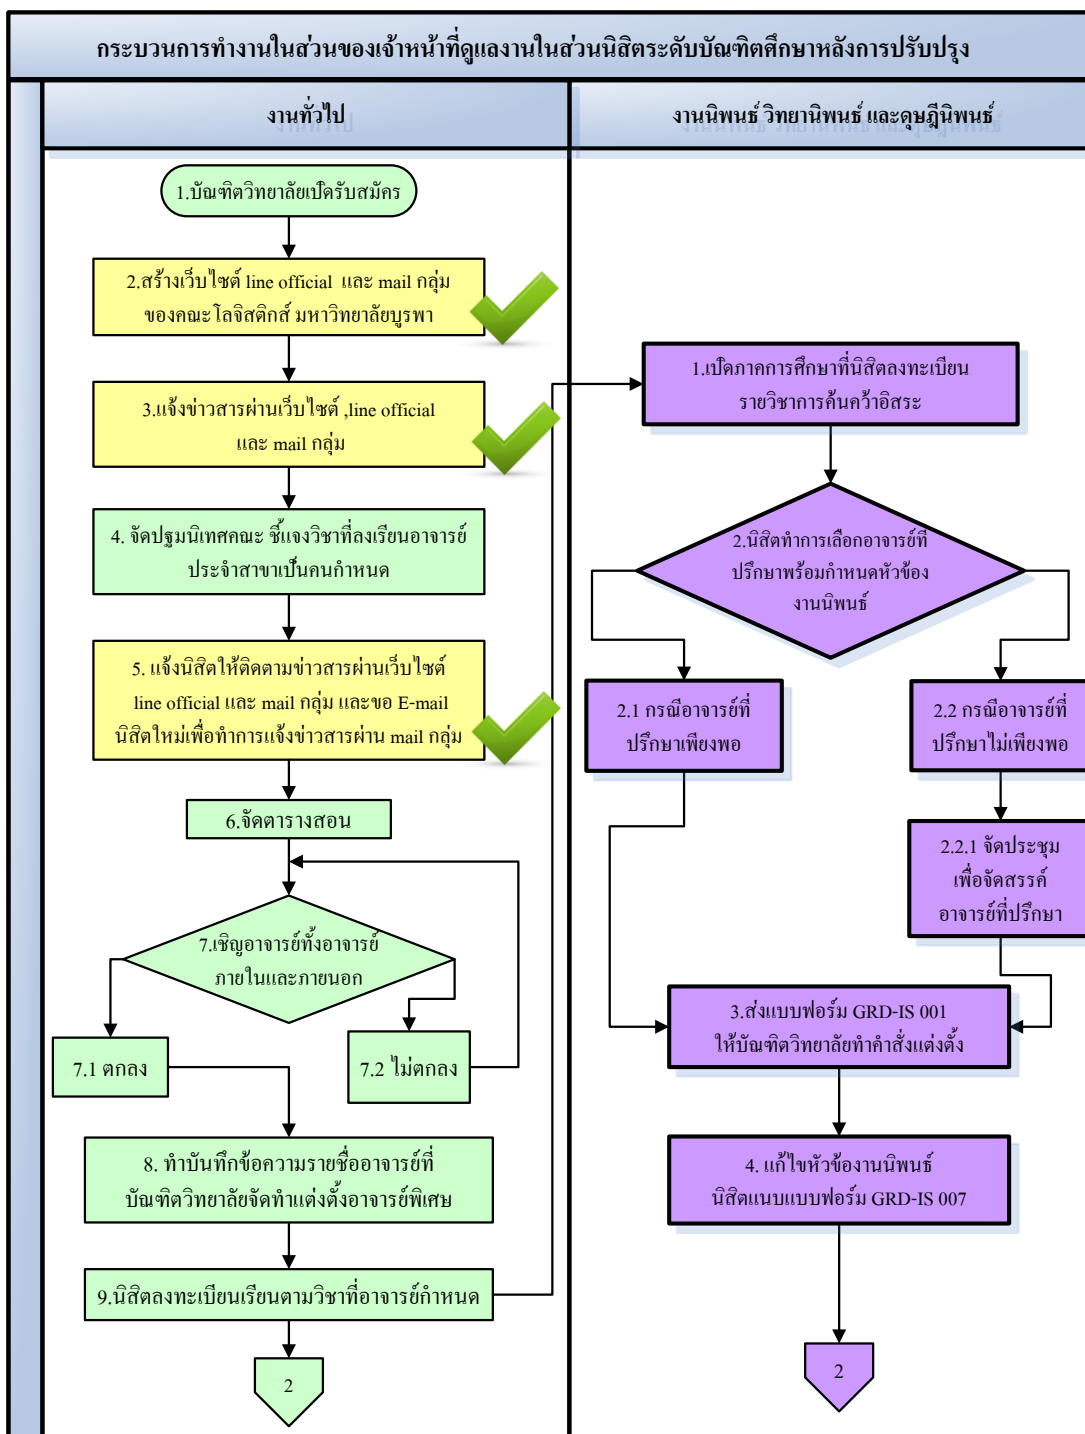 กระบวนการทำงานในส่วนของเจ้าหน้าที่ดูแลงานในส่วนนิสิตระดับบัณฑิตศึกษาหลังการปรับปรุง
งานทั่วไป
1.บัณฑิตวิทยาลัยเปิดรับสมัคร
2.สร้างเว็บไซต์ line official และ mail กลุ่ม
ของคณะโลจิสติกส์ มหาวิทยาลัยบูรพา
3.แจ้งข่าวสารผ่านเว็บไซต์ ,line official
และ mail กลุ่ม
4. จัดปฐมนิเทศคณะ ชี้แจงวิชาที่ลงเรียนอาจารย์
ประจำสาขาเป็นคนกำหนด
5. แจ้งนิสิตให้ติดตามข่าวสารผ่านเว็บไซต์
line official และ mail กลุ่ม และขอ E-mail
นิสิตใหม่เพื่อทำการแจ้งข่าวสารผ่าน mail กลุ่ม
6.จัดตารางสอน
7.เชิญอาจารย์ทั้งอาจารย์
ภายในและภายนอก
7.1 ตกลง
7.2 ไม่ตกลง
8. ทำบันทึกข้อความรายชื่ออาจารย์ที่
บัณฑิตวิทยาลัยจัดทำแต่งตั้งอาจารย์พิเศษ
9.นิสิตลงทะเบียนเรียนตามวิชาที่อาจารย์กำหนด
2
งานนิพนธ์ วิทยานิพนธ์ และดุษฎีนิพนธ์
1.เปิดภาคการศึกษาที่นิสิตลงทะเบียน
รายวิชาการค้นคว้าอิสระ
2.นิสิตทำการเลือกอาจารย์ที่
ปรึกษาพร้อมกำหนดหัวข้อง
งานนิพนธ์
2.1 กรณีอาจารย์ที่
ปรึกษาเพียงพอ
2.2 กรณีอาจารย์ที่
ปรึกษาไม่เพียงพอ
2.2.1 จัดประชุม
เพื่อจัดสรรค์
อาจารย์ที่ปรึกษา
3.ส่งแบบฟอร์ม GRD-IS 001
ให้บัณฑิตวิทยาลัยทำคำสั่งแต่งตั้ง
4. แก้ไขหัวข้องานนิพนธ์
นิสิตแนบแบบฟอร์ม GRD-IS 007
2